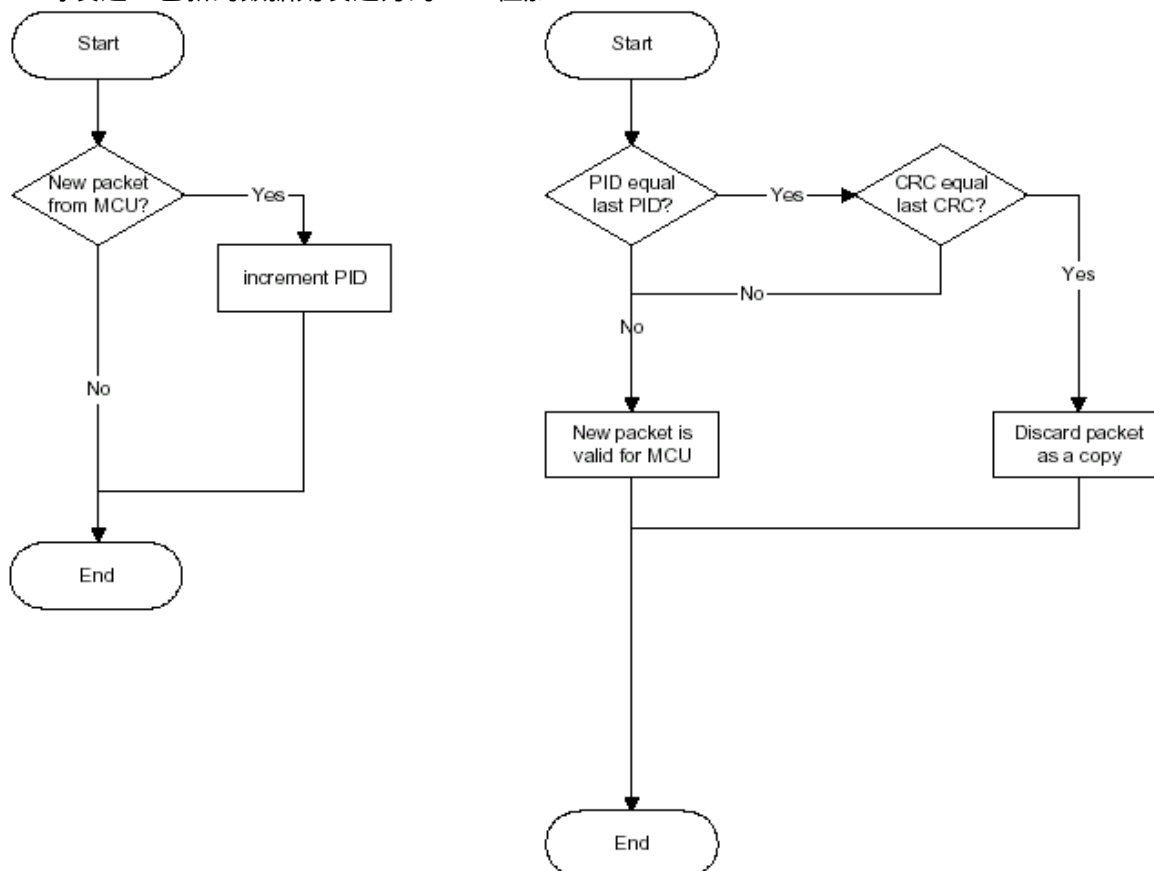 Start
New packet
from MCU?
Yes
increment PID
No
End
Start
PID equal
last PID?
Yes
CRC equal
last CRC?
No
Yes
No
New packet is
valid for MCU
Discard packet
as a copy
End